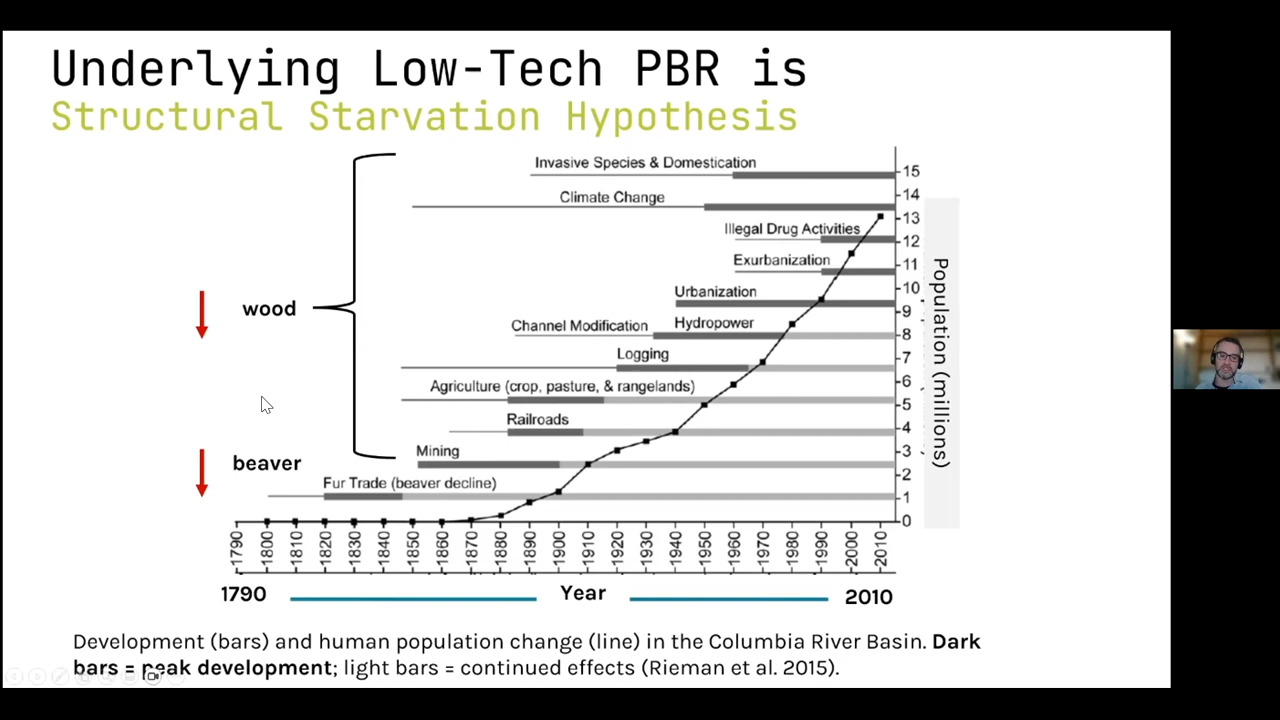 Underlying Low-Tech PBR is
Structural Starvation Hypothesis
Invasive Species & Domestication
Climate Change
Illegal Drug Activities
Exurbanization
Urbanization
Channel Modification
Hydropower
Logging
Agriculture (crop, pasture, & rangelands)
Railroads
Mining
Fur Trade (beaver decline)
wood
beaver
15
14
13
12
11
10
9
8
7
6
5
4
3
2
1
0
Population (millions)
1790
1800
1810
1820
1830
1840
1850
1860
1870
1880
1890
1900
1910
1920
1930
1940
1950
1960
1970
1980
1990
2000
2010
1790
Year
2010
Development (bars) and human population change (line) in the Columbia River Basin. Dark
bars = peak development; light bars = continued effects (Rieman et al. 2015).